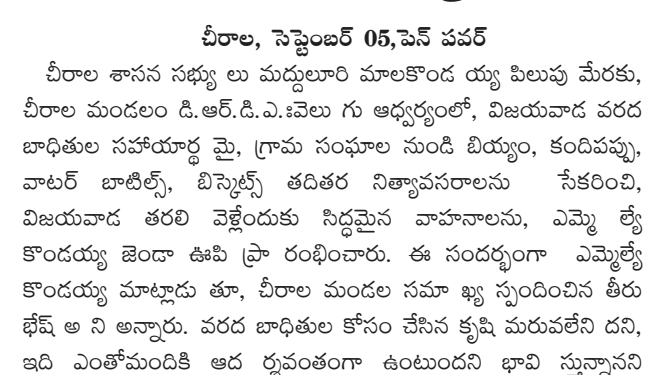 చీరాల, సెప్టెంబర్ 05,పెన్ పవర్
చీరాల శాసన సభ్యు లు మద్దులూరి మాలకొండ య్య పిలుపు మేరకు,
చీరాల మండలం డి.ఆర్.డి.ఎ.ఃవెలు గు ఆధ్వర్యంలో, విజయవాడ వరద
బాధితుల సహాయార్థ మై, గ్రామ సంఘాల నుండి బియ్యం, కందిపప్పు,
వాటర్ బాటిల్స్, బిస్కెట్స్ తదితర నిత్యావసరాలను సేకరించి,
విజయవాడ తరలి వెళ్లేందుకు సిద్ధమైన వాహనాలను, ఎమ్మె ల్యే
కొండయ్య జెండా ఊపి ప్రా రంభించారు. ఈ సందర్భంగా ఎమ్మెల్యే
కొండయ్య మాట్లాడు తూ, చీరాల మండల సమా ఖ్య స్పందించిన తీరు
భేష్ అ ని అన్నారు. వరద బాధితుల కోసం చేసిన కృషి మరువలేని దని,
ఇది ఎంతోమందికి ఆద ర్శవంతంగా ఉంటుందని భావి స్తున్నానని